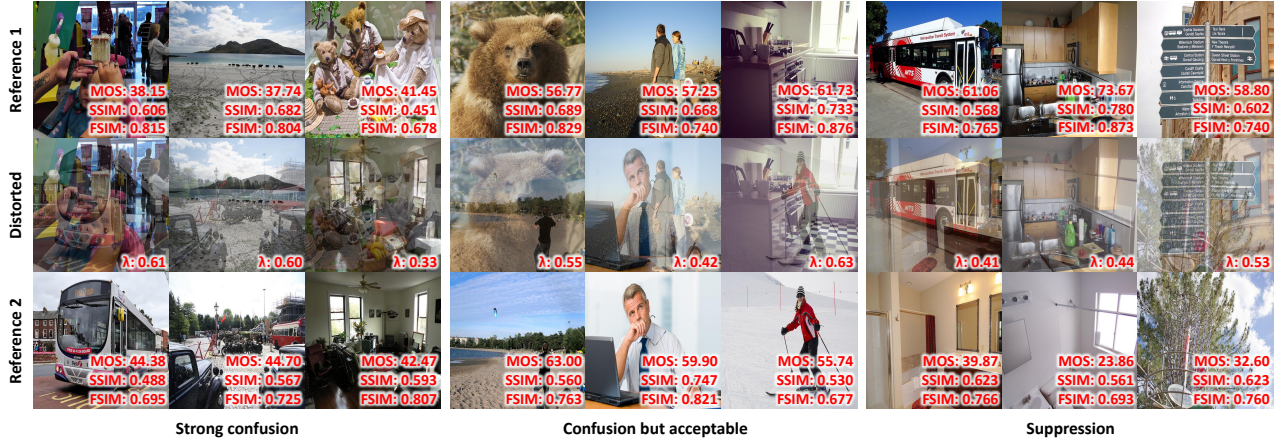 Reference 1
MOS: 38.15
SSIM: 0.606
FSIM: 0.815
MOS: 37.74
SSIM: 0.682
FSIM: 0.804
MOS: 41.45
SSIM: 0.451
FSIM: 0.678
MOS: 56.77
SSIM: 0.689
FSIM: 0.829
MOS: 57.25
SSIM: 0.668
FSIM: 0.740
MOS: 61.73
SSIM: 0.733
FSIM: 0.876
Metropolitan Transit System
MTS
MOS: 61.06
SSIM: 0.568
FSIM: 0.765
MOS: 73.67
SSIM: 0.780
FSIM: 0.873
MOS: 58.80
SSIM: 0.602
FSIM: 0.740
Distorted
λ: 0.61
λ: 0.60
λ: 0.33
λ: 0.55
λ: 0.42
λ: 0.63
MTS
λ: 0.41
λ: 0.44
λ: 0.53
Reference 2
MOS: 44.38
SSIM: 0.488
FSIM: 0.695
MOS: 44.70
SSIM: 0.567
FSIM: 0.725
MOS: 42.47
SSIM: 0.593
FSIM: 0.807
MOS: 63.00
SSIM: 0.560
FSIM: 0.763
MOS: 59.90
SSIM: 0.747
FSIM: 0.821
MOS: 55.74
SSIM: 0.530
FSIM: 0.677
MOS: 39.87
SSIM: 0.623
FSIM: 0.766
MOS: 23.86
SSIM: 0.561
FSIM: 0.693
MOS: 32.60
SSIM: 0.623
FSIM: 0.760
Strong confusion
Confusion but acceptable
Suppression